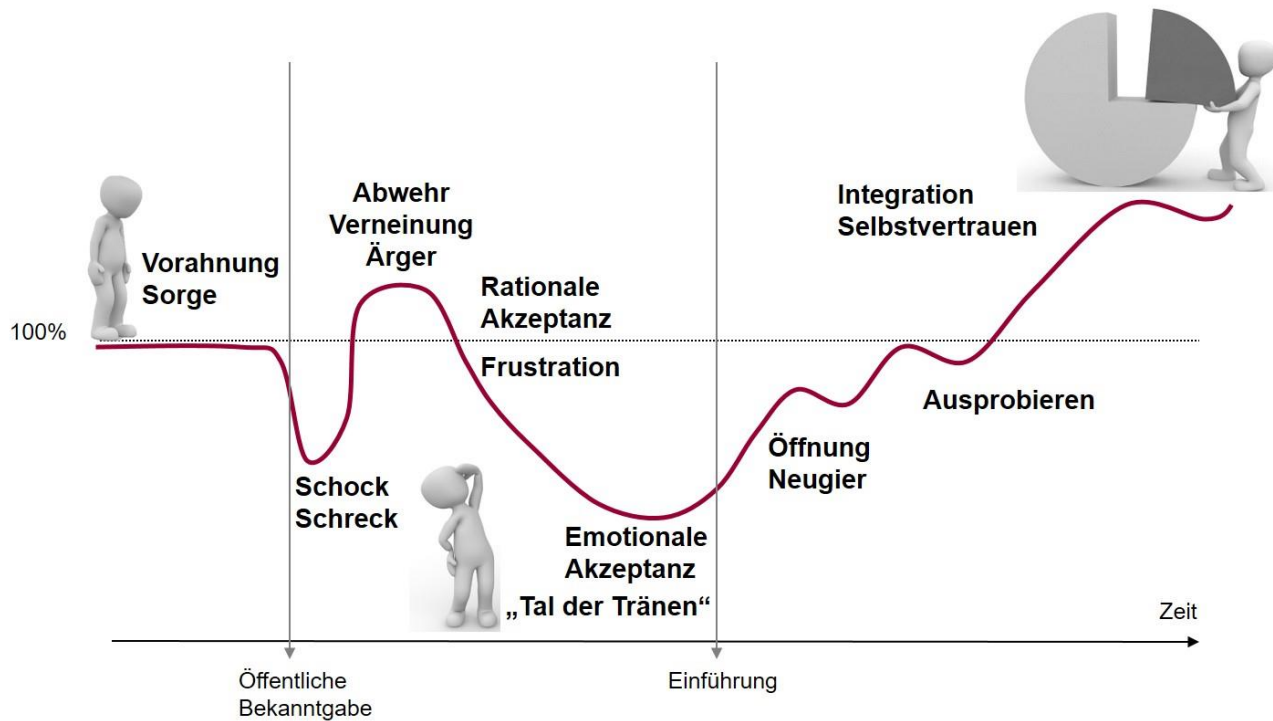 Vorahnung
Sorge
100%
Abwehr
Verneinung
Ärger
Schock
Schreck
Rationale
Akzeptanz
Frustration
Emotionale
Akzeptanz
„Tal der Tränen“
Öffnung
Neugier
Ausprobieren
Integration
Selbstvertrauen
Zeit
Öffentliche
Bekanntgabe
Einführung